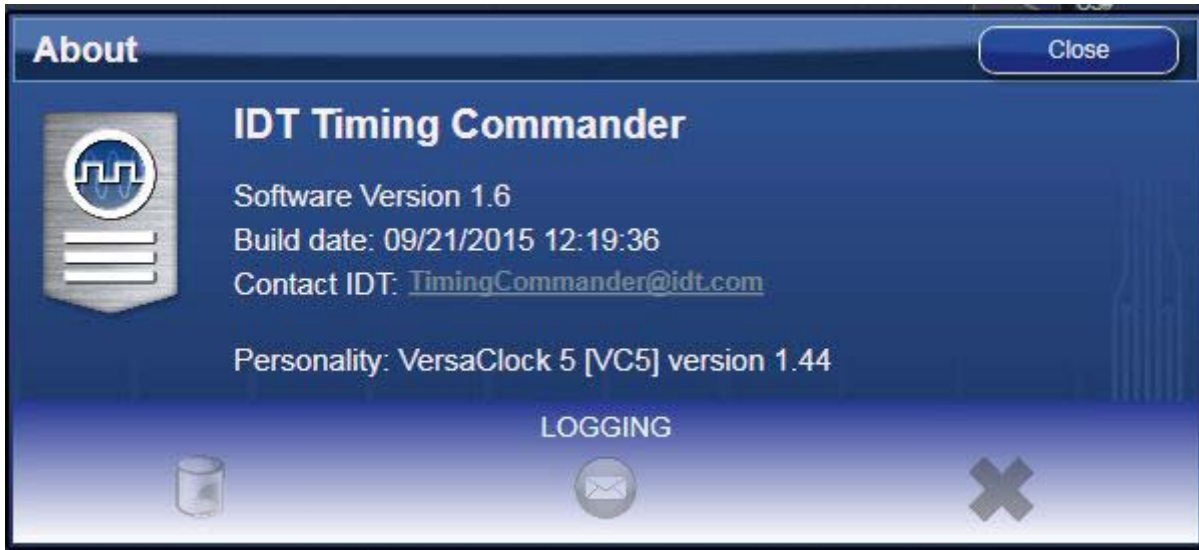 About
Close
IDT Timing Commander
Software Version 1.6
Build date: 09/21/2015 12:19:36
Contact IDT: TimingCommander@idt.com
Personality: VersaClock 5 [VC5] version 1.44
LOGGING